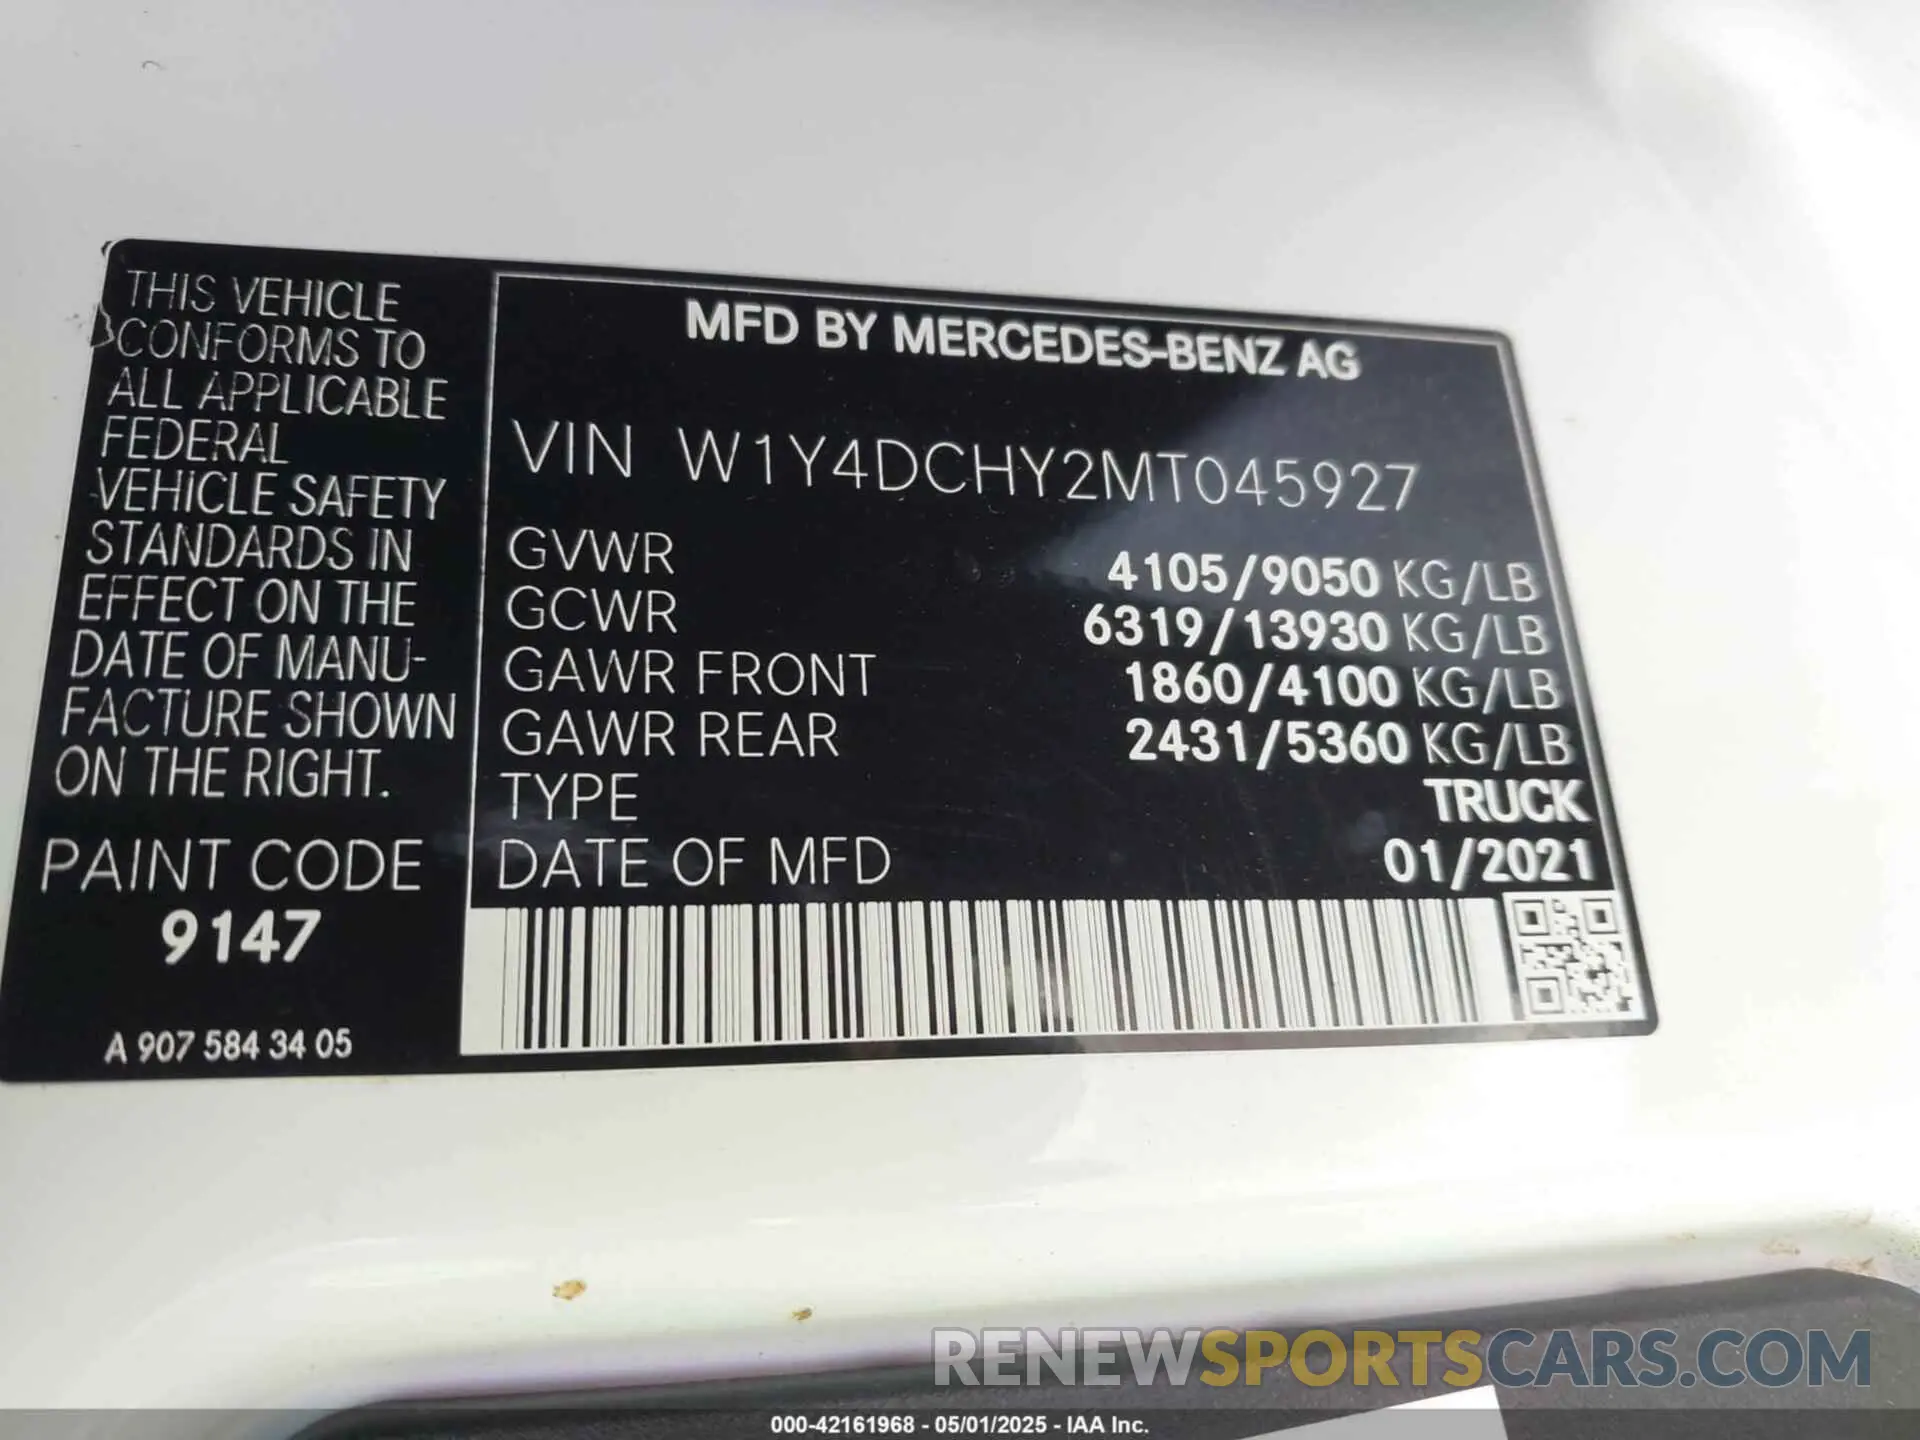 THIS VEHICLE
CONFORMS TO
ALL APPLICABLE
FEDERAL
VEHICLE SAFETY
STANDARDS IN
EFFECT ON THE
DATE OF MANU-
FACTURE SHOWN
ON THE RIGHT.
PAINT CODE
9147
A 907 584 34 05
MFD BY MERCEDES-BENZ AG
VIN W1Y4DCHY2MT045927
GVWR 4105/9050 KG/LB
GCWR 6319/13930 KG/LB
GAWR FRONT 1860/4100 KG/LB
GAWR REAR 2431/5360 KG/LB
TYPE TRUCK
DATE OF MFD 01/2021
RENEWSPORTSCARS.COM
000-42161968 - 05/01/2025 - IAA Inc.